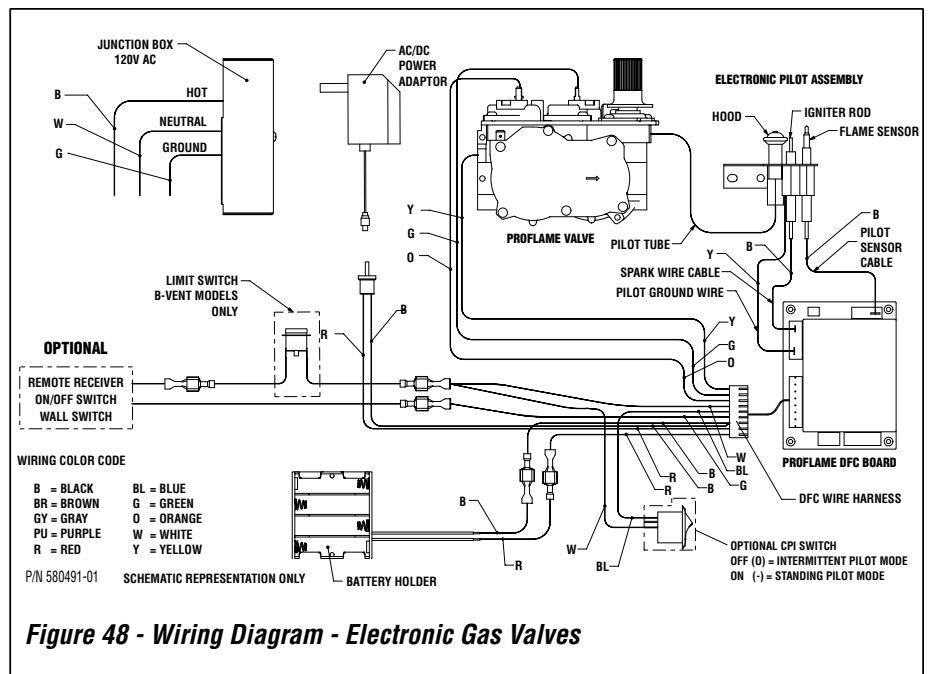 JUNCTION BOX
120V AC
HOT
B
NEUTRAL
W
GROUND
G
AC/DC
POWER
ADAPTOR
ELECTRONIC PILOT ASSEMBLY
HOOD
IGNITER ROD
FLAME SENSOR
Y
G
O
PROFLAME VALVE
PILOT TUBE
B
PILOT
SENSOR
CABLE
B
Y
SPARK WIRE CABLE
PILOT GROUND WIRE
LIMIT SWITCH
B-VENT MODELS
ONLY
R
B
Y
G
O
OPTIONAL
REMOTE RECEIVER
ON/OFF SWITCH
WALL SWITCH
PROFLAME DFC BOARD
W
BL
G
B
R
B
R
DFC WIRE HARNESS
WIRING COLOR CODE
B = BLACK
BR = BROWN
GY = GRAY
PU = PURPLE
R = RED
BL = BLUE
G = GREEN
O = ORANGE
W = WHITE
Y = YELLOW
B
R
W
BL
OPTIONAL CPI SWITCH
OFF (O) = INTERMITTENT PILOT MODE
ON (-) = STANDING PILOT MODE
P/N 580491-01
SCHEMATIC REPRESENTATION ONLY
BATTERY HOLDER
Figure 48 - Wiring Diagram - Electronic Gas Valves